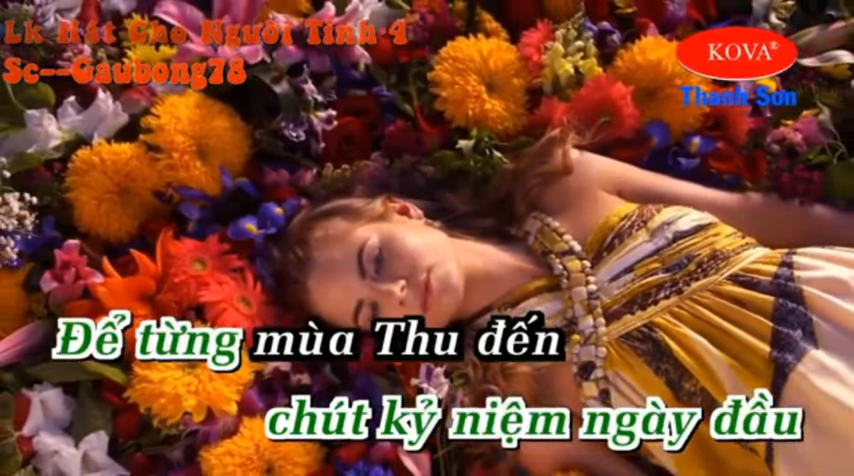 Lk Hát Cho Người Tình 4
Sc--Gaubong78
KOVA®
Thanh Sơn
Để từng mùa Thu đến
chút kỷ niệm ngày đầu